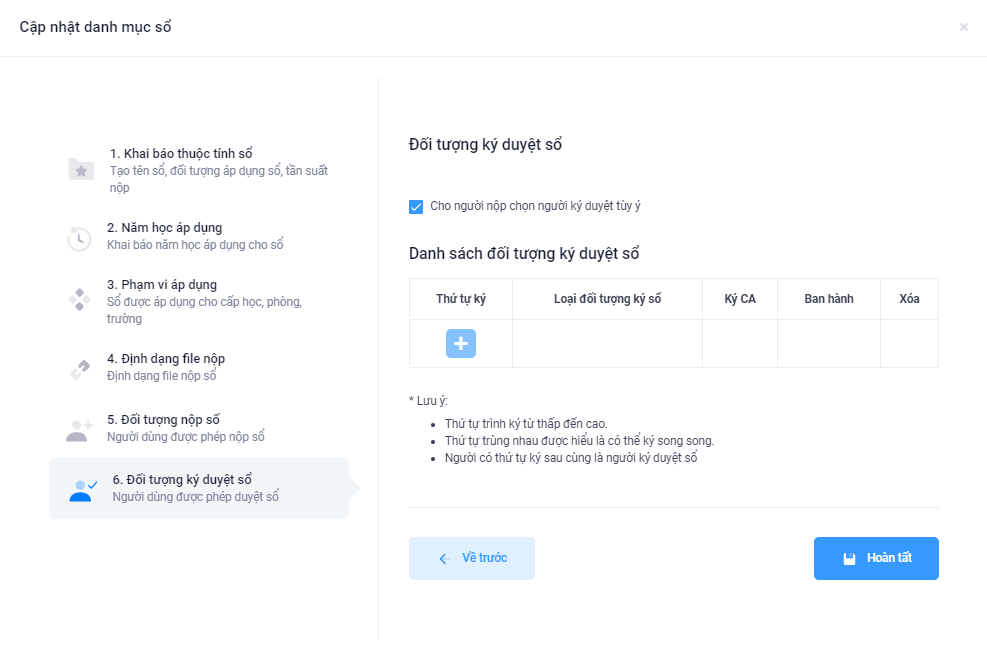 Cập nhật danh mục sổ
×
1. Khai báo thuộc tính sổ
Tạo tên sổ, đối tượng áp dụng sổ, tần suất
nộp
2. Năm học áp dụng
Khai báo năm học áp dụng cho sổ
3. Phạm vi áp dụng
Sổ được áp dụng cho cấp học, phòng,
trường
4. Định dạng file nộp
Định dạng file nộp sổ
5. Đối tượng nộp sổ
Người dùng được phép nộp sổ
6. Đối tượng ký duyệt sổ
Người dùng được phép duyệt sổ
Đối tượng ký duyệt sổ
Cho người nộp chọn người ký duyệt tùy ý
Danh sách đối tượng ký duyệt sổ
Thứ tự ký Loại đối tượng ký sổ Ký CA Ban hành Xóa
* Lưu ý:
• Thứ tự trình ký từ thấp đến cao.
• Thứ tự trùng nhau được hiểu là có thể ký song song.
• Người có thứ tự ký sau cùng là người ký duyệt sổ
Về trước
Hoàn tất